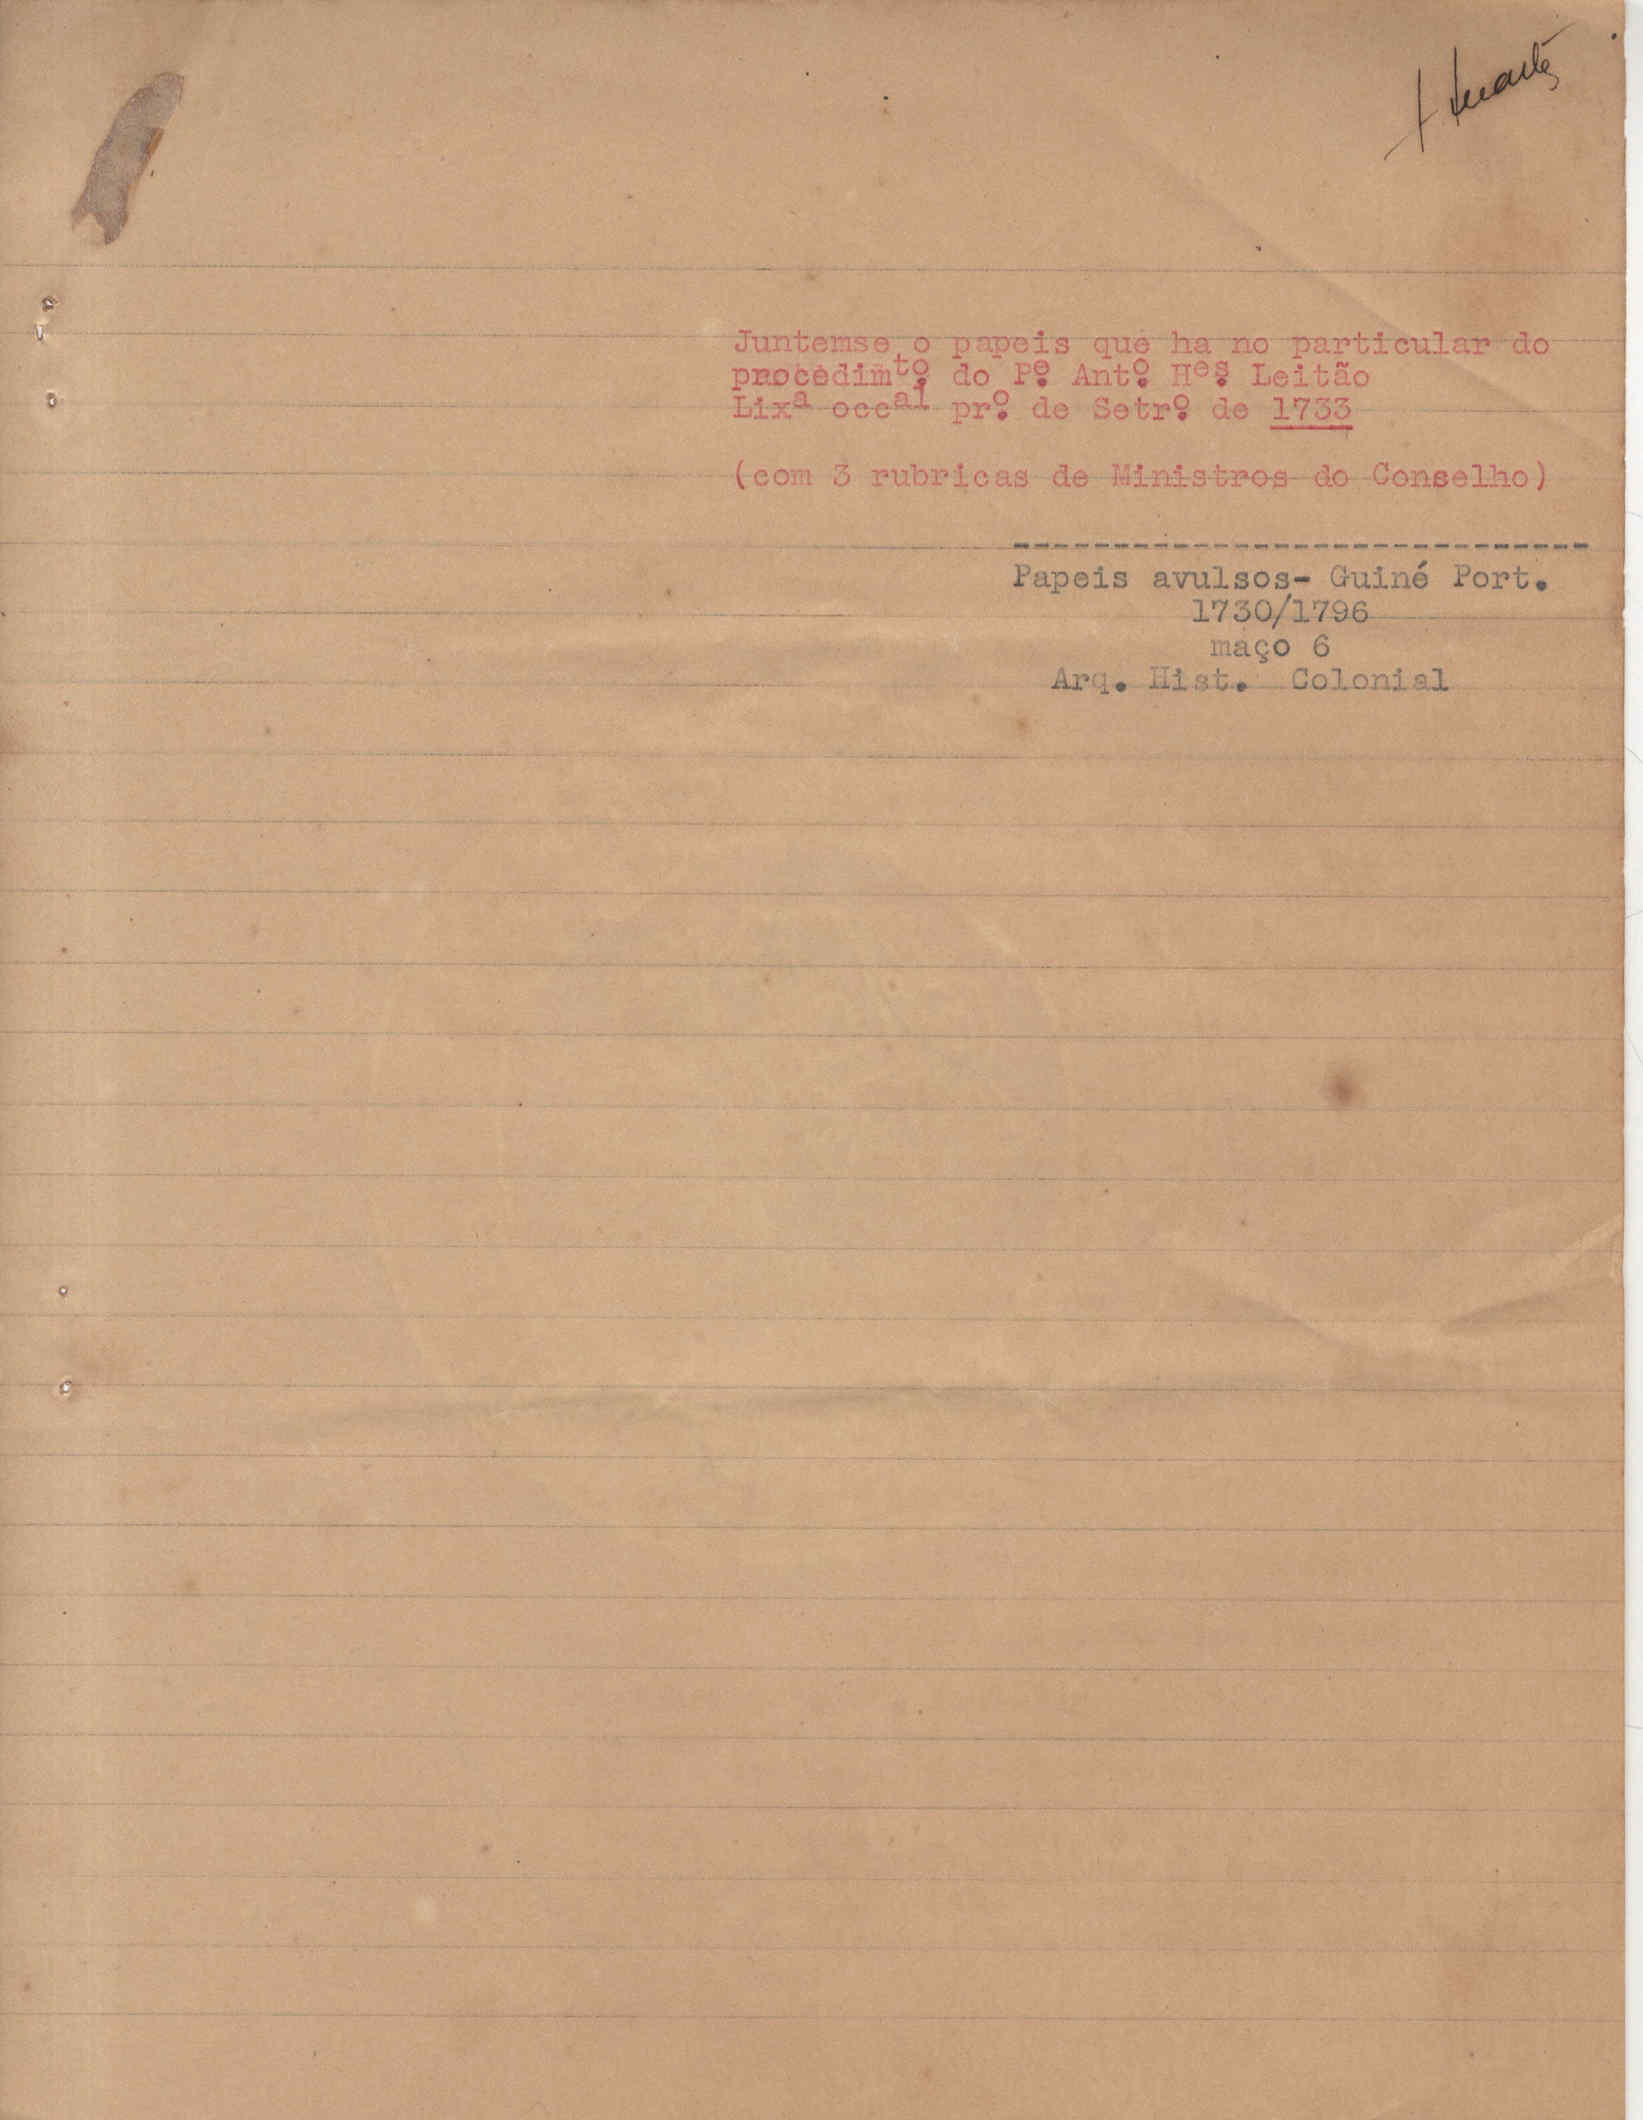 Juntemse o papeis que ha no particular do
procedimtº do Pº Antº Hes Leitão
Lixª occal prº de Setrº de 1733
(com 3 rubricas de Ministros do Conselho)
-----------------------------
Papeis avulsos- Guiné Port.
1730/1796
maço 6
Arq. Hist. Colonial